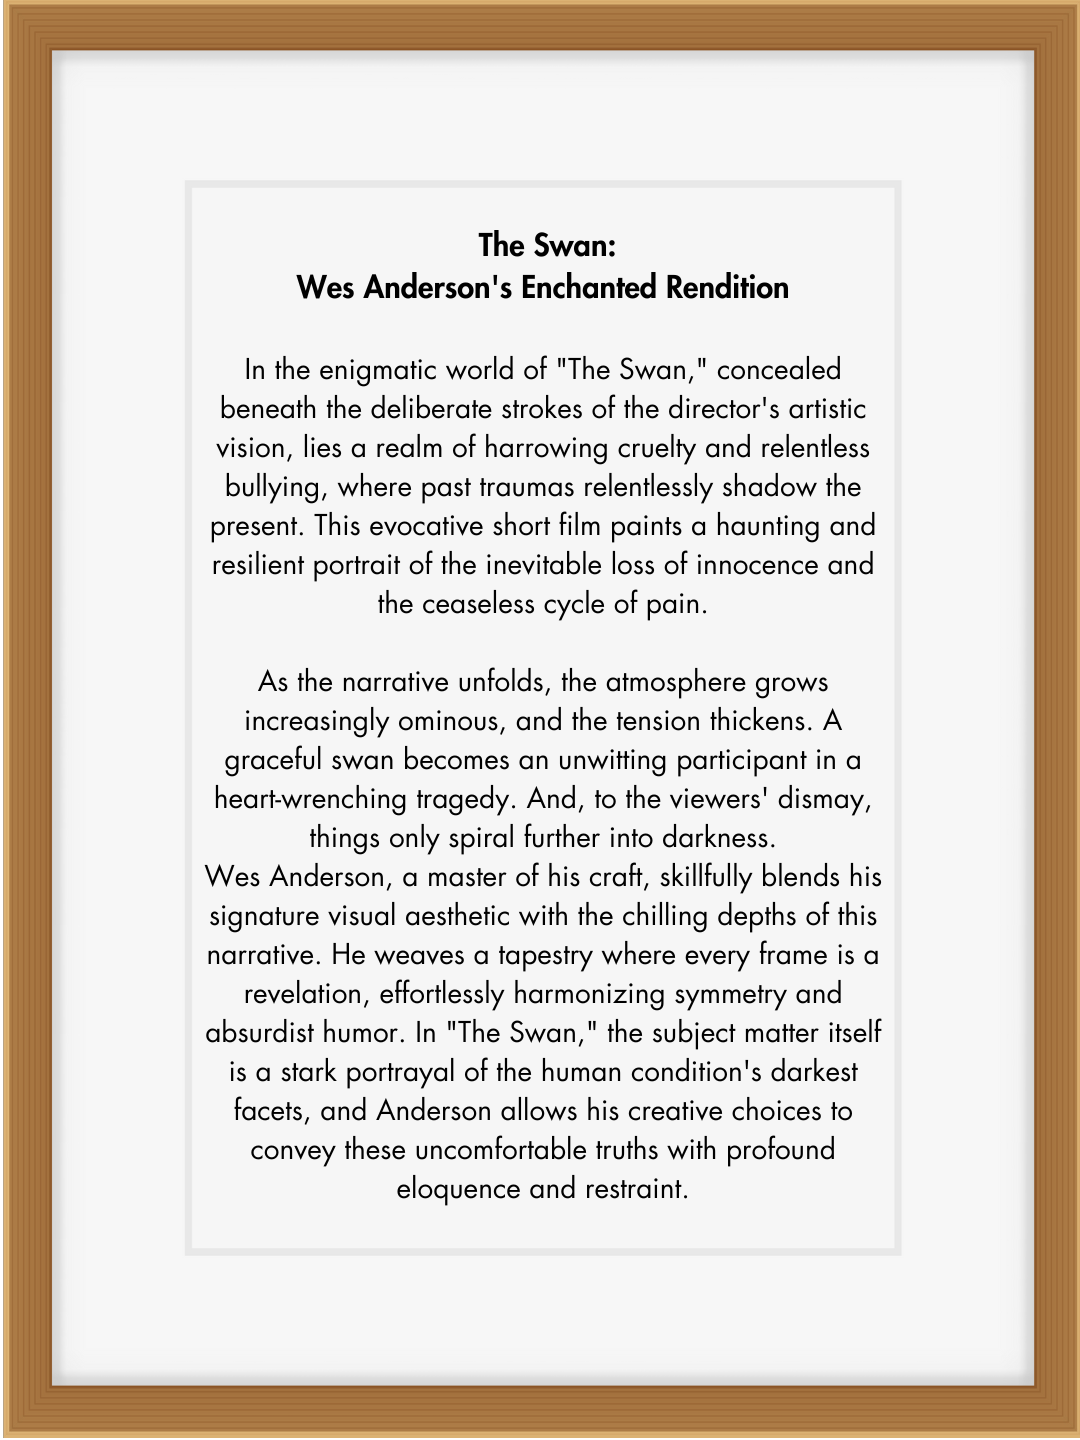 The Swan:
Wes Anderson's Enchanted Rendition
In the enigmatic world of "The Swan," concealed
beneath the deliberate strokes of the director's artistic
vision, lies a realm of harrowing cruelty and relentless
bullying, where past traumas relentlessly shadow the
present. This evocative short film paints a haunting and
resilient portrait of the inevitable loss of innocence and
the ceaseless cycle of pain.
As the narrative unfolds, the atmosphere grows
increasingly ominous, and the tension thickens. A
graceful swan becomes an unwitting participant in a
heart-wrenching tragedy. And, to the viewers' dismay,
things only spiral further into darkness.
Wes Anderson, a master of his craft, skillfully blends his
signature visual aesthetic with the chilling depths of this
narrative. He weaves a tapestry where every frame is a
revelation, effortlessly harmonizing symmetry and
absurdist humor. In "The Swan," the subject matter itself
is a stark portrayal of the human condition's darkest
facets, and Anderson allows his creative choices to
convey these uncomfortable truths with profound
eloquence and restraint.